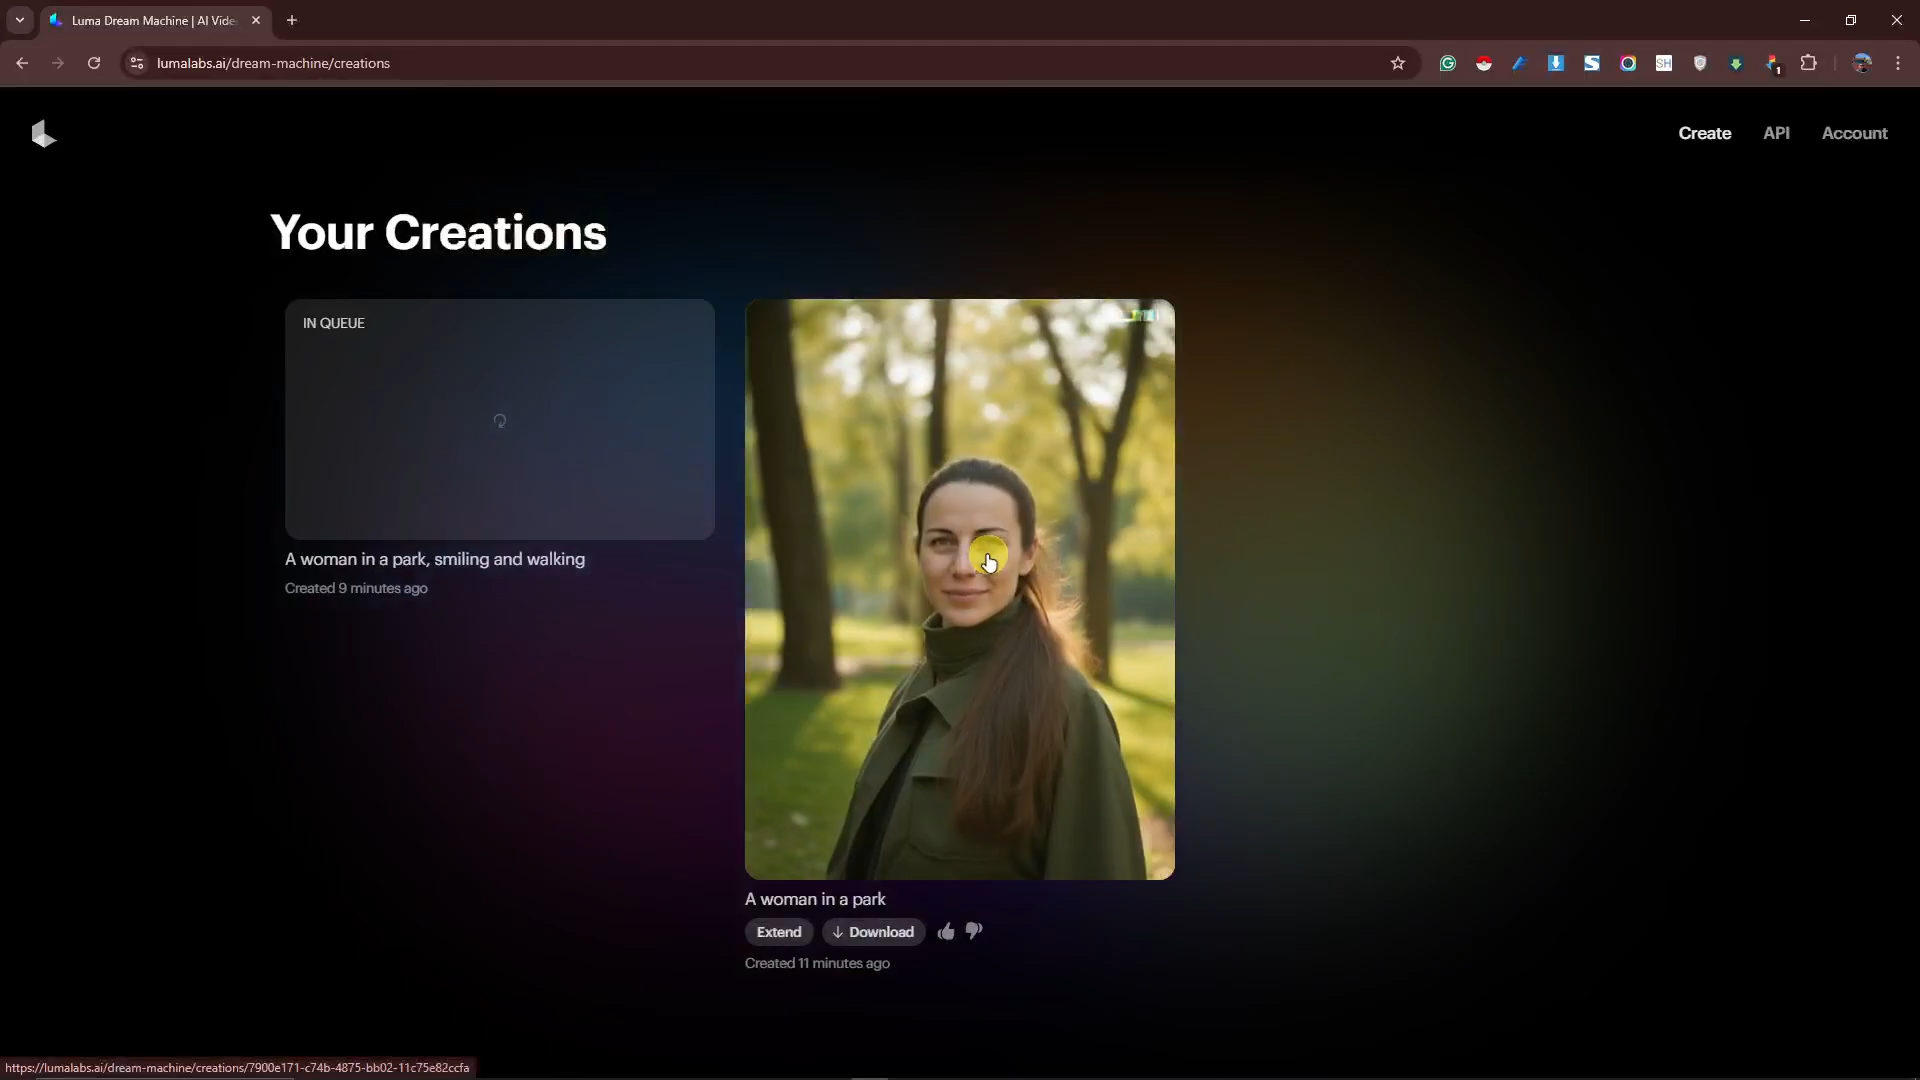 Luma Dream Machine | AI Vide
lumalabs.ai/dream-machine/creations
SH
1
Create
API
Account
Your Creations
IN QUEUE
A woman in a park, smiling and walking
Created 9 minutes ago
A woman in a park
Extend
Download
Created 11 minutes ago
https://lumalabs.ai/dream-machine/creations/7900e171-c74b-4875-bb02-11c75e82ccfa